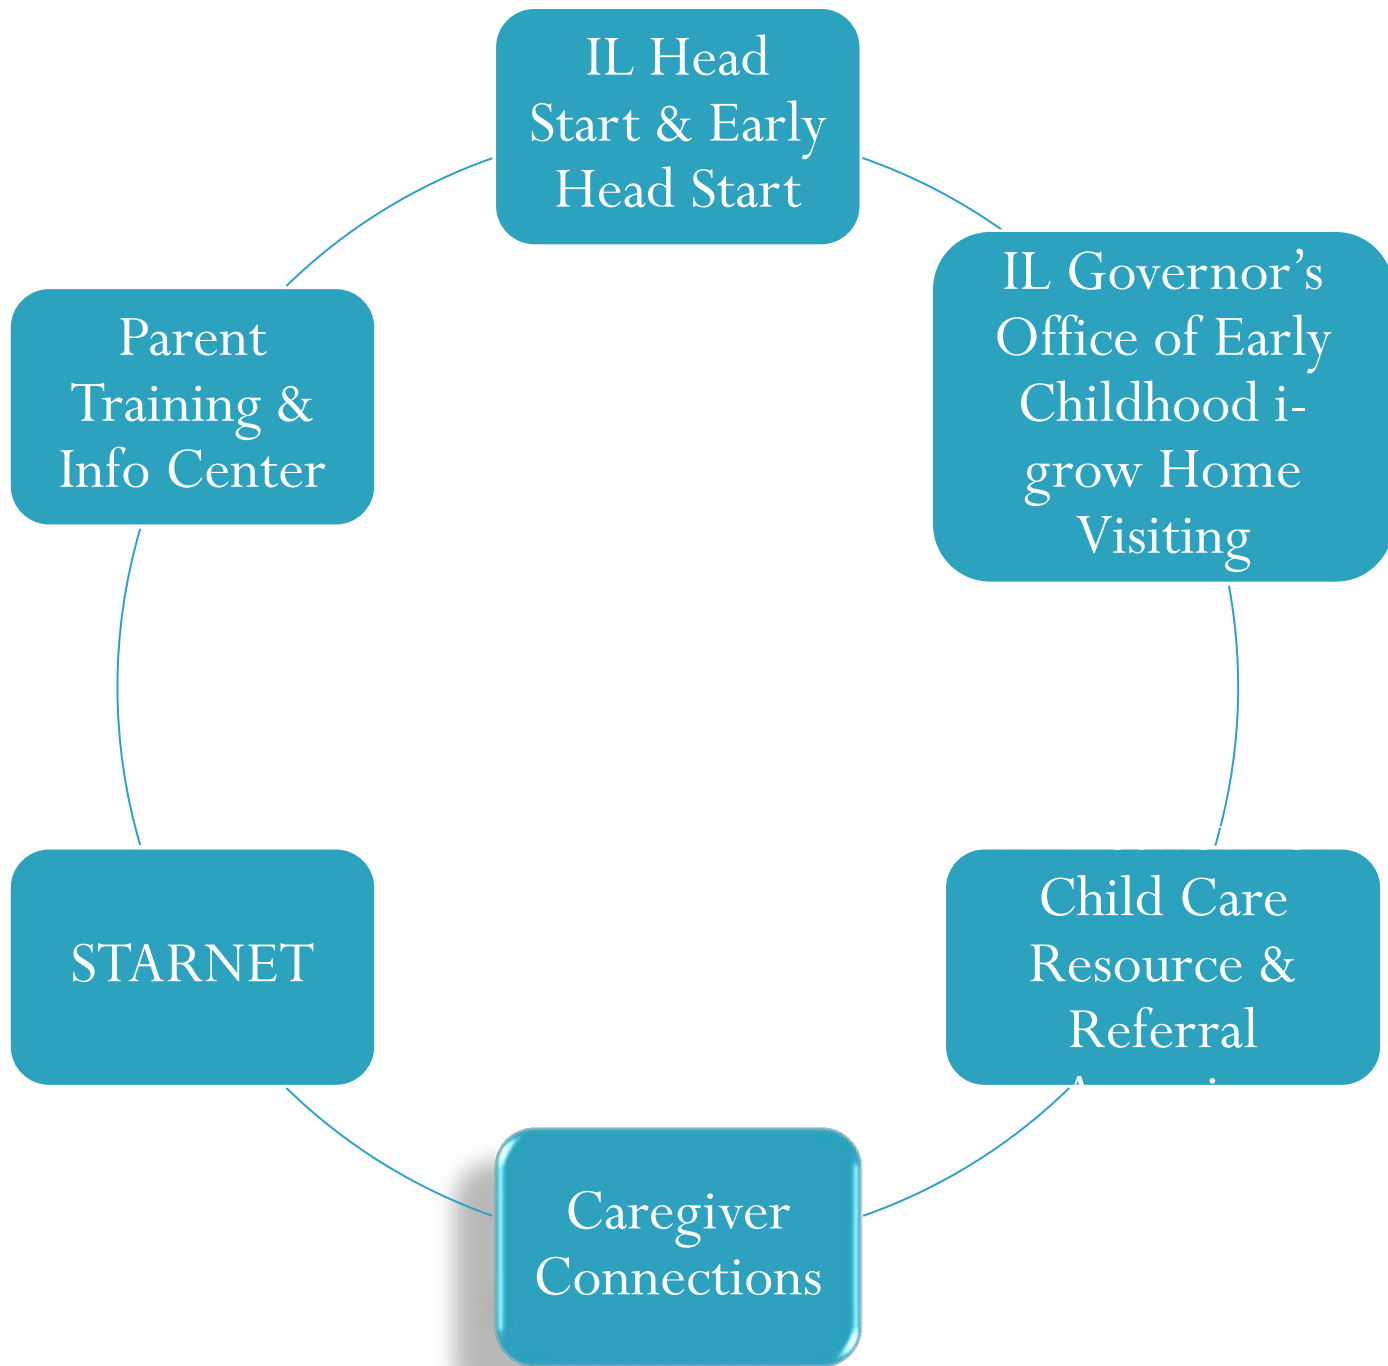 IL Head
Start & Early
Head Start
IL Governor’s
Office of Early
Childhood i-
grow Home
Visiting
Child Care
Resource &
Referral
Caregiver
Connections
STARNET
Parent
Training &
Info Center